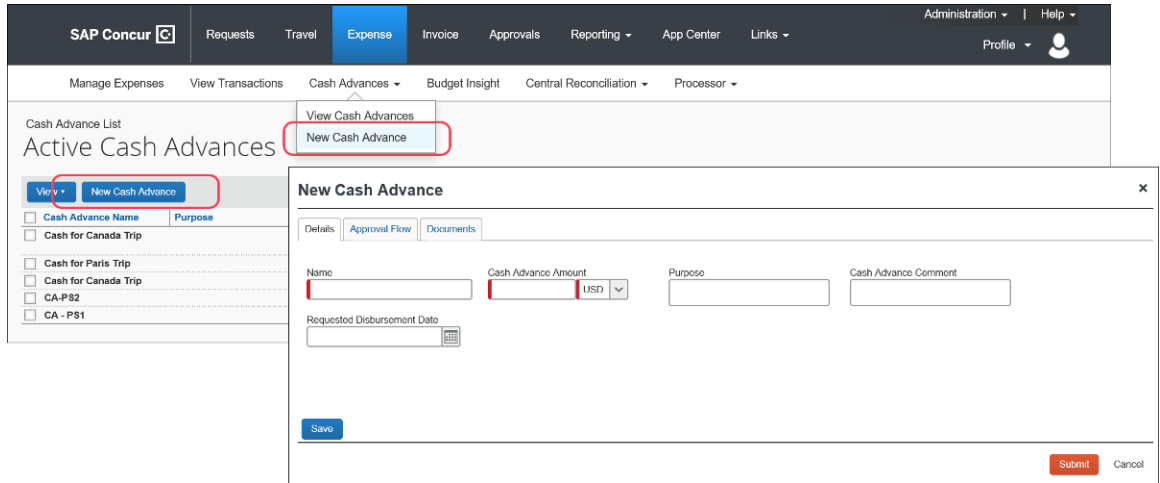 Administration | Help
SAP Concur C Requests Travel Expense Invoice Approvals Reporting App Center Links
Profile
Manage Expenses View Transactions Cash Advances Budget Insight Central Reconciliation Processor
View Cash Advances
New Cash Advance
Cash Advance List
Active Cash Advances
View New Cash Advance
Cash Advance Name Purpose
Cash for Canada Trip
Cash for Paris Trip
Cash for Canada Trip
CA-PS2
CA - PS1
New Cash Advance ×
Details Approval Flow Documents
Name Cash Advance Amount Purpose Cash Advance Comment
USD
Requested Disbursement Date
Save
Submit Cancel